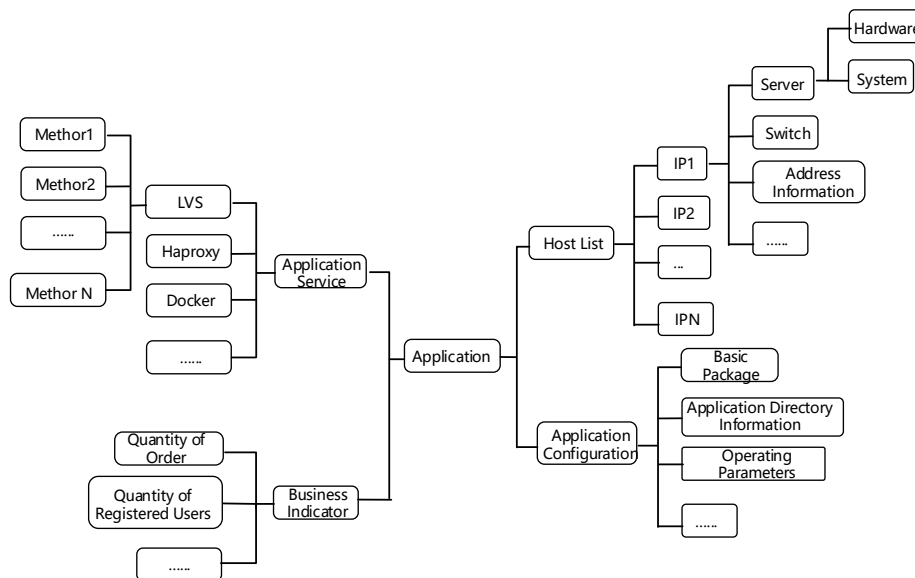 Hardware
Server
System
Methor1
Switch
IP1
Methor2
Address
Information
LVS
IP2
......
Host List
......
Haproxy
Application
Service
...
Methor N
Docker
IPN
......
Application
Basic
Package
Application Directory
Information
Quantity of
Order
Application
Configuration
Operating
Parameters
Quantity of
Registered Users
Business
Indicator
......
......